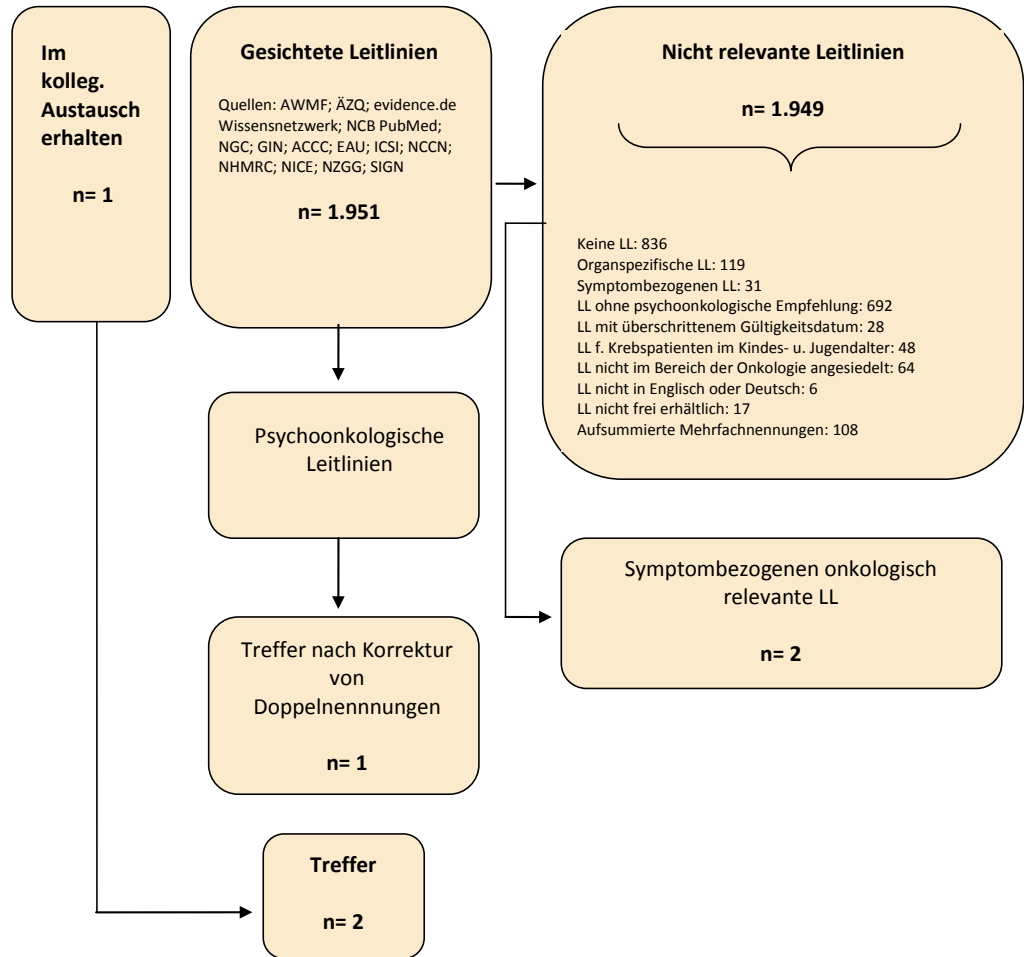 Im
kolleg.
Austausch
erhalten
n= 1
Gesichtete Leitlinien
Quellen: AWMF; ÄZQ; evidence.de
Wissensnetzwerk; NCB PubMed;
NGC; GIN; ACCC; EAU; ICSI; NCCN;
NHMRC; NICE; NZGG; SIGN
n= 1.951
Nicht relevante Leitlinien
n= 1.949
Keine LL: 836
Organspezifische LL: 119
Symptombezogenen LL: 31
LL ohne psychoonkologische Empfehlung: 692
LL mit überschrittenem Gültigkeitsdatum: 28
LL f. Krebspatienten im Kindes- u. Jugendalter: 48
LL nicht im Bereich der Onkologie angesiedelt: 64
LL nicht in Englisch oder Deutsch: 6
LL nicht frei erhältlich: 17
Aufsummierte Mehrfachnennungen: 108
Psychoonkologische
Leitlinien
Symptombezogenen onkologisch
relevante LL
n= 2
Treffer nach Korrektur
von
Doppelnennnungen
n= 1
Treffer
n= 2